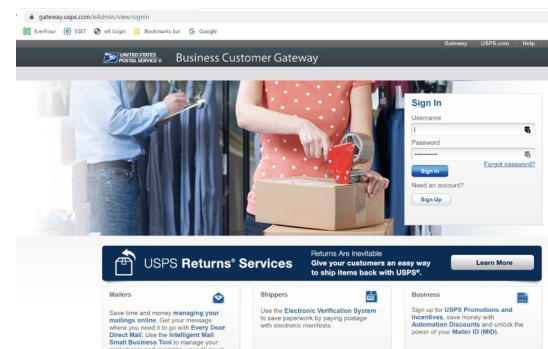 gateway.usps.com/eAdmin/view/signin
Everhour ESET eA Login Bookmarks bar G Google
Gateway USPS.com Help
UNITED STATES
POSTAL SERVICE ® Business Customer Gateway
Sign In
Username
Password
Forgot password?
Sign in
Need an account?
Sign Up
USPS Returns® Services
Returns Are Inevitable
Give your customers an easy way
to ship items back with USPS®.
Learn More
Mailers
Save time and money managing your
mailings online. Get your message
where you need it to go with Every Door
Direct Mail. Use the Intelligent Mail
Small Business Tool to manage your
Shippers
Use the Electronic Verification System
to save paperwork by paying postage
with electronic manifests.
Business
Sign up for USPS Promotions and
Incentives, save money with
Automation Discounts and unlock the
power of your Mailer ID (MID).